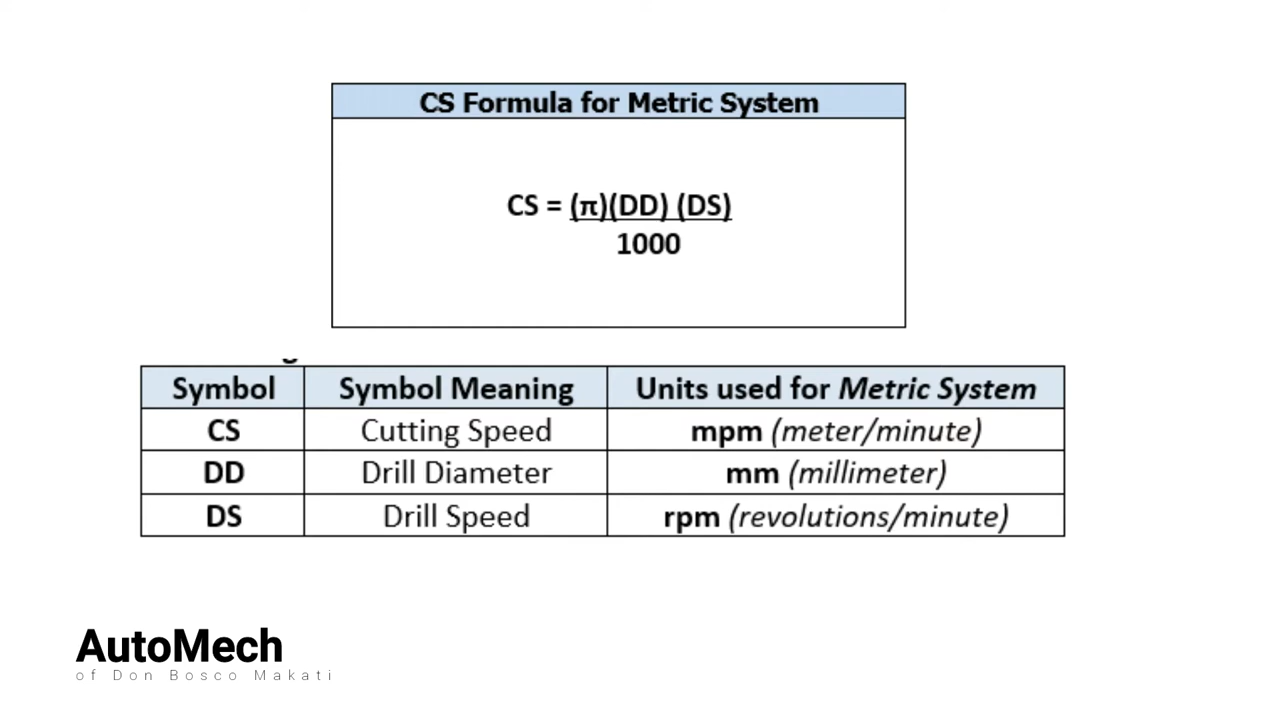 CS Formula for Metric System
CS = (π)(DD) (DS)
1000
Symbol Symbol Meaning Units used for Metric System
CS Cutting Speed mpm (meter/minute)
DD Drill Diameter mm (millimeter)
DS Drill Speed rpm (revolutions/minute)
AutoMech
of Don Bosco Makati